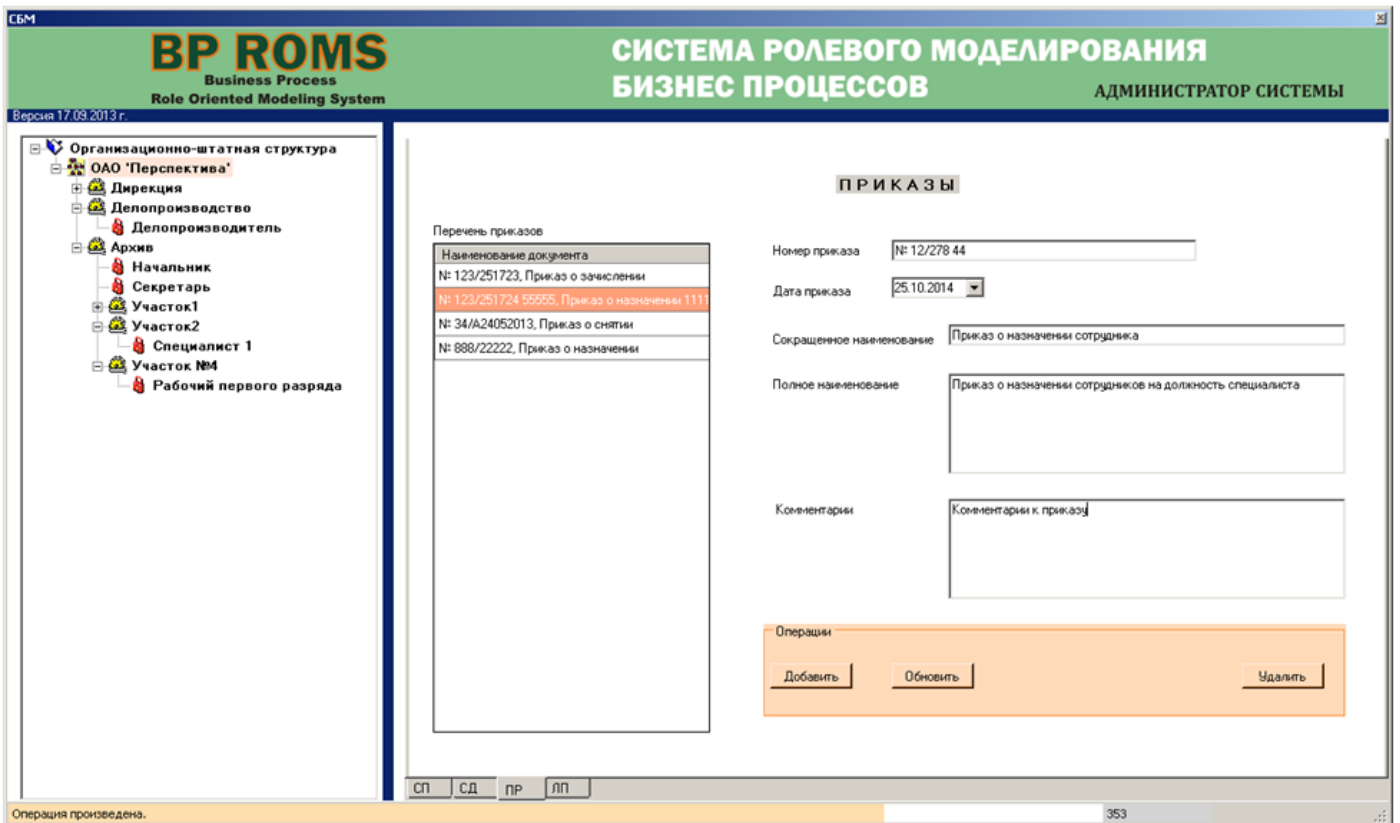 СБМ
BP ROMS
Business Process
Role Oriented Modeling System
СИСТЕМА РОЛЕВОГО МОДЕЛИРОВАНИЯ
БИЗНЕС ПРОЦЕССОВ
АДМИНИСТРАТОР СИСТЕМЫ
Версия 17.09.2013 г.
Организационно-штатная структура
ОАО "Перспектива"
Дирекция
Делопроизводство
Делопроизводитель
Архив
Начальник
Секретарь
Участок1
Участок2
Специалист 1
Участок №4
Рабочий первого разряда
ПРИКАЗЫ
Перечень приказов
Наименование документа
№ 123/251723, Приказ о зачислении
№ 123/251724 55555, Приказ о назначении 1111
№ 34/А24052013, Приказ о снятии
№ 888/22222, Приказ о назначении
Номер приказа
№ 12/278 44
Дата приказа
25.10.2014
Сокращенное наименование
Приказ о назначении сотрудника
Полное наименование
Приказ о назначении сотрудников на должность специалиста
Комментарии
Комментарии к приказу
Операции
Добавить
Обновить
Удалить
СП
СД
ПР
ЛП
Операция произведена.
353